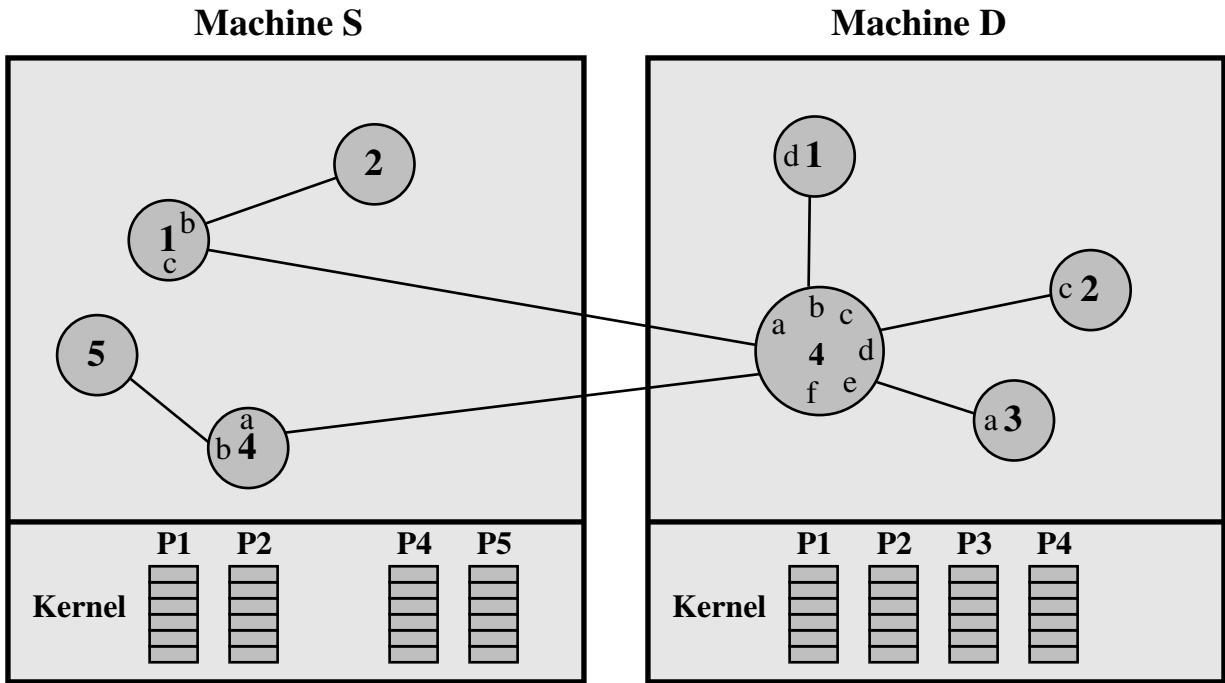 Machine S
Machine D
2
1 b
c
5
a
b 4
d 1
c 2
a b c
4 d
f e
a 3
Kernel P1 P2 P4 P5
Kernel P1 P2 P3 P4